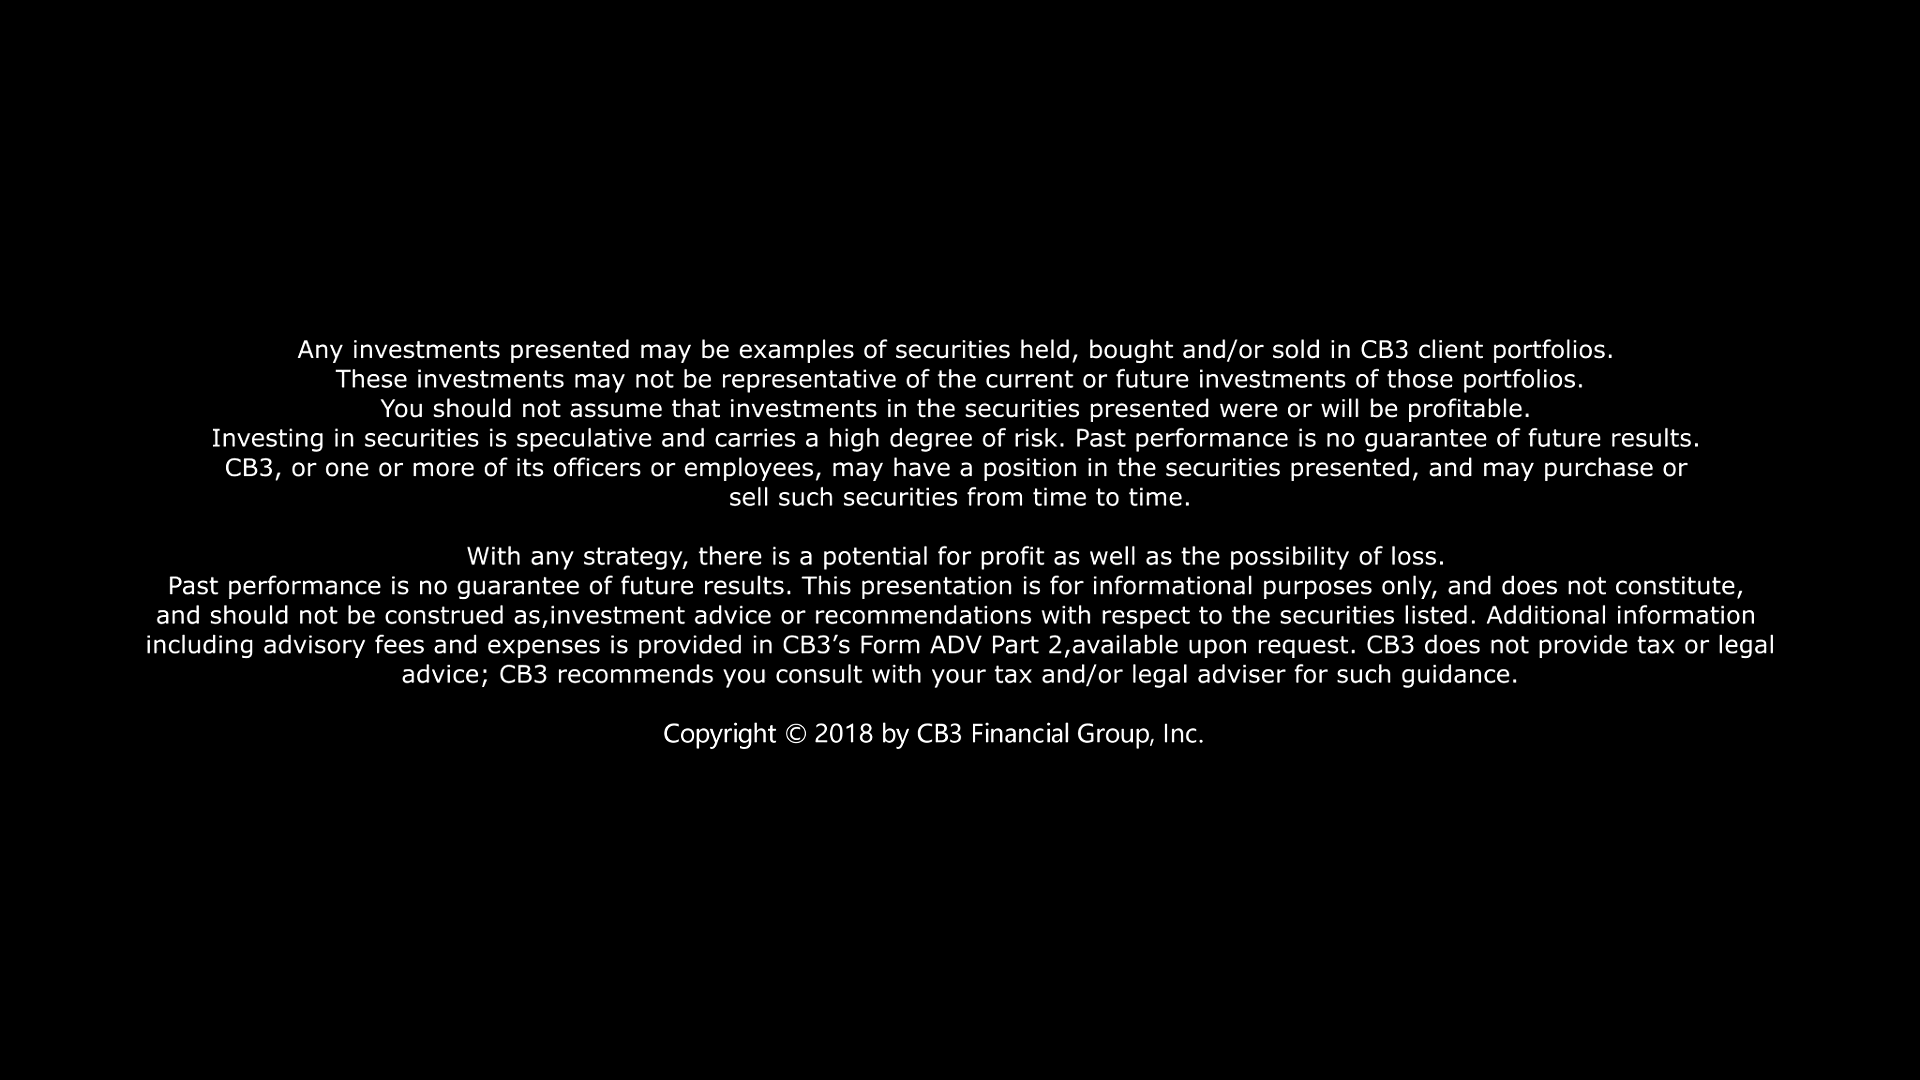 Any investments presented may be examples of securities held, bought and/or sold in CB3 client portfolios.
These investments may not be representative of the current or future investments of those portfolios.
You should not assume that investments in the securities presented were or will be profitable.
Investing in securities is speculative and carries a high degree of risk. Past performance is no guarantee of future results.
CB3, or one or more of its officers or employees, may have a position in the securities presented, and may purchase or
sell such securities from time to time.
With any strategy, there is a potential for profit as well as the possibility of loss.
Past performance is no guarantee of future results. This presentation is for informational purposes only, and does not constitute,
and should not be construed as,investment advice or recommendations with respect to the securities listed. Additional information
including advisory fees and expenses is provided in CB3’s Form ADV Part 2,available upon request. CB3 does not provide tax or legal
advice; CB3 recommends you consult with your tax and/or legal adviser for such guidance.
Copyright © 2018 by CB3 Financial Group, Inc.